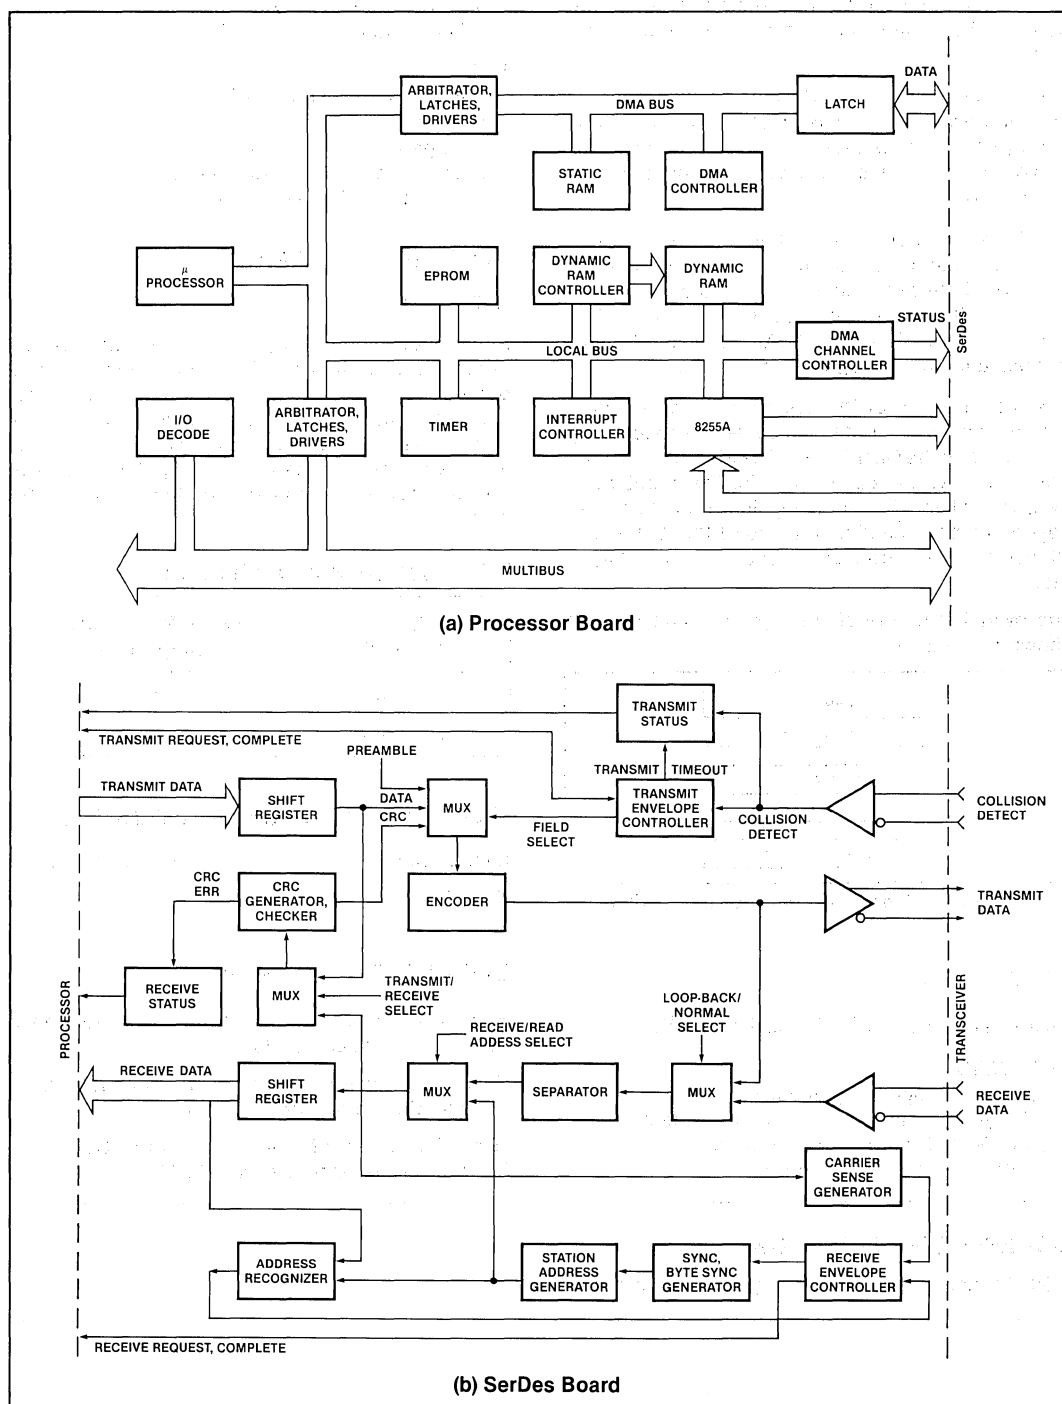 DATA
ARBITRATOR,
LATCHES,
DRIVERS
DMA BUS
LATCH
STATIC
RAM
DMA
CONTROLLER
μ
PROCESSOR
EPROM
DYNAMIC
RAM
CONTROLLER
DYNAMIC
RAM
STATUS
SerDes
LOCAL BUS
DMA
CHANNEL
CONTROLLER
I/O
DECODE
ARBITRATOR,
LATCHES,
DRIVERS
TIMER
INTERRUPT
CONTROLLER
8255A
MULTIBUS
(a) Processor Board
TRANSMIT
STATUS
TRANSMIT REQUEST, COMPLETE
PREAMBLE
TRANSMIT TIMEOUT
TRANSMIT DATA
SHIFT
REGISTER
DATA
CRC
MUX
FIELD
SELECT
TRANSMIT
ENVELOPE
CONTROLLER
COLLISION
DETECT
COLLISION
DETECT
CRC
ERR
CRC
GENERATOR,
CHECKER
ENCODER
TRANSMIT
DATA
PROCESSOR
RECEIVE
STATUS
MUX
TRANSMIT/
RECEIVE
SELECT
LOOP-BACK/
NORMAL
SELECT
TRANSCEIVER
RECEIVE/READ
ADDESS SELECT
RECEIVE DATA
SHIFT
REGISTER
MUX
SEPARATOR
MUX
RECEIVE
DATA
CARRIER
SENSE
GENERATOR
ADDRESS
RECOGNIZER
STATION
ADDRESS
GENERATOR
SYNC,
BYTE SYNC
GENERATOR
RECEIVE
ENVELOPE
CONTROLLER
RECEIVE REQUEST, COMPLETE
(b) SerDes Board